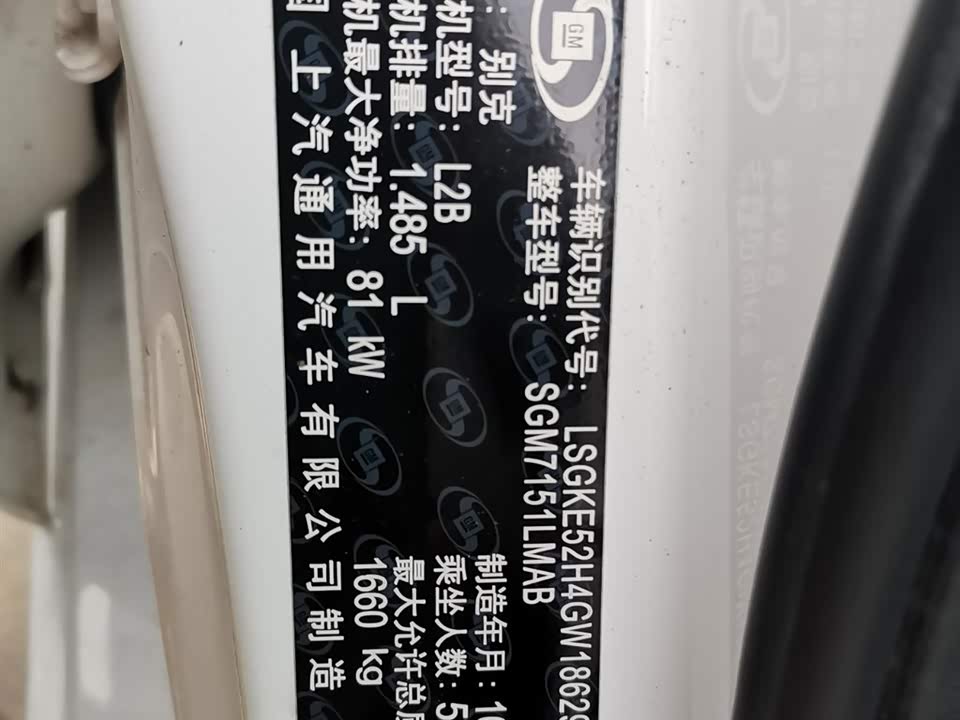 GM
车辆识别代号: LSGKE52H4GW1862
整车型号: SGM7151LMAB
: 别克 制造年月: 1
机型号: L2B 乘坐人数: 5
机排量: 1.485 L 最大允许总
机最大净功率: 81 kW 1660 kg
国上汽通用汽车有限公司制造